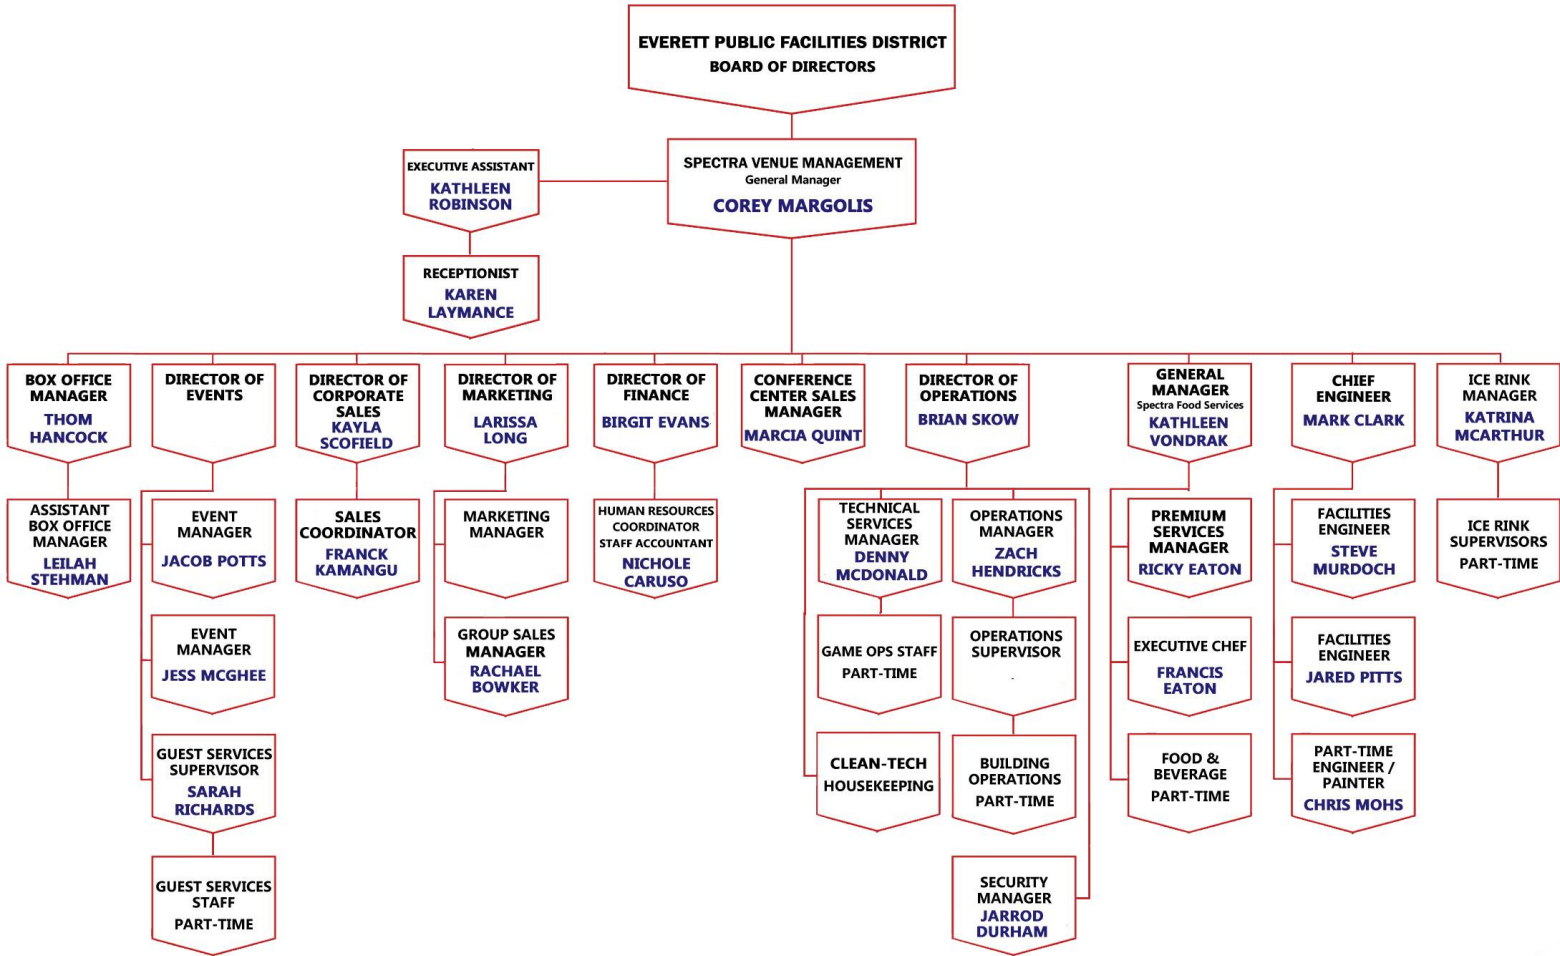 EVERETT PUBLIC FACILITIES DISTRICT
BOARD OF DIRECTORS
SPECTRA VENUE MANAGEMENT
General Manager
COREY MARGOLIS
EXECUTIVE ASSISTANT
KATHLEEN
ROBINSON
RECEPTIONIST
KAREN
LAYMANCE
BOX OFFICE
MANAGER
THOM
HANCOCK
DIRECTOR OF
EVENTS
DIRECTOR OF
CORPORATE
SALES
KAYLA
SCOFIELD
DIRECTOR OF
MARKETING
LARISSA
LONG
DIRECTOR OF
FINANCE
BIRGIT EVANS
CONFERENCE
CENTER SALES
MANAGER
MARCIA QUINT
DIRECTOR OF
OPERATIONS
BRIAN SKOW
GENERAL
MANAGER
Spectra Food Services
KATHLEEN
VONDRAK
CHIEF
ENGINEER
MARK CLARK
ICE RINK
MANAGER
KATRINA
MCARTHUR
ASSISTANT
BOX OFFICE
MANAGER
LEILAH
STEHMAN
EVENT
MANAGER
JACOB POTTS
SALES
COORDINATOR
FRANCK
KAMANGU
MARKETING
MANAGER
HUMAN RESOURCES
COORDINATOR
STAFF ACCOUNTANT
NICHOLE
CARUSO
TECHNICAL
SERVICES
MANAGER
DENNY
MCDONALD
OPERATIONS
MANAGER
ZACH
HENDRICKS
PREMIUM
SERVICES
MANAGER
RICKY EATON
FACILITIES
ENGINEER
STEVE
MURDOCH
ICE RINK
SUPERVISORS
PART-TIME
EVENT
MANAGER
JESS MCGHEE
GROUP SALES
MANAGER
RACHAEL
BOWKER
GAME OPS STAFF
PART-TIME
OPERATIONS
SUPERVISOR
EXECUTIVE CHEF
FRANCIS
EATON
FACILITIES
ENGINEER
JARED PITTS
GUEST SERVICES
SUPERVISOR
SARAH
RICHARDS
CLEAN-TECH
HOUSEKEEPING
BUILDING
OPERATIONS
PART-TIME
FOOD &
BEVERAGE
PART-TIME
PART-TIME
ENGINEER /
PAINTER
CHRIS MOHS
GUEST SERVICES
STAFF
PART-TIME
SECURITY
MANAGER
JARROD
DURHAM